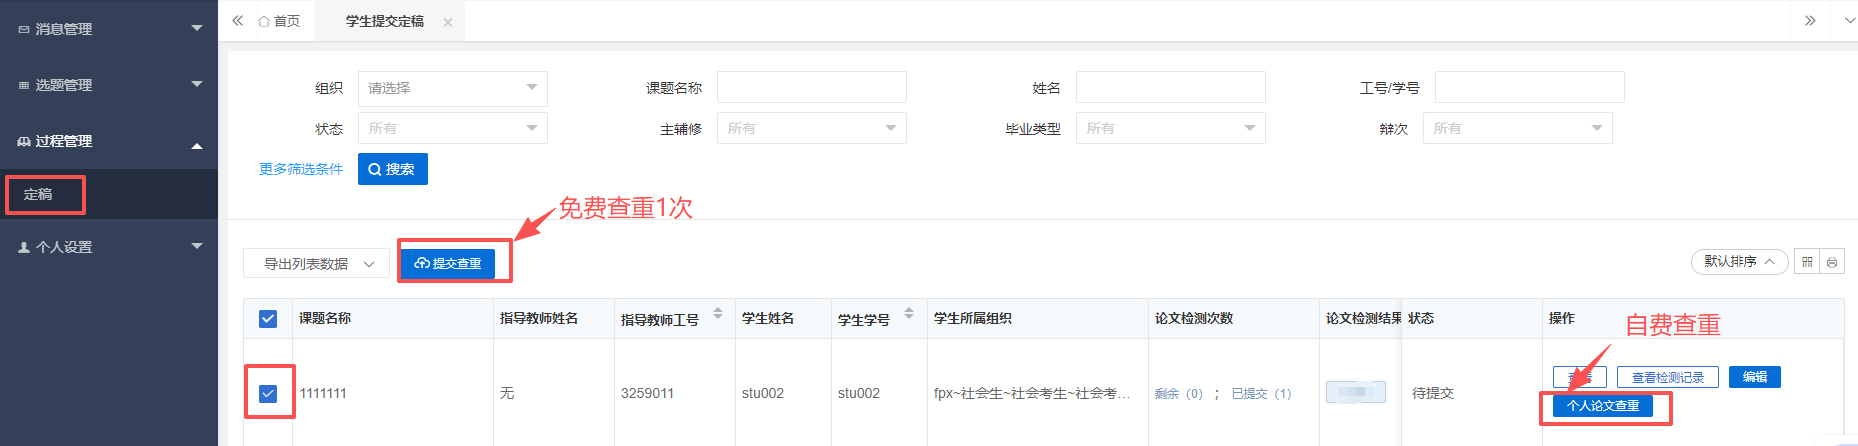 消息管理
选题管理
过程管理
定稿
个人设置
首页
学生提交定稿
组织 请选择
课题名称
姓名
工号/学号
状态 所有
主辅修 所有
毕业类型 所有
辩次 所有
更多筛选条件
搜索
免费查重1次
导出列表数据
提交查重
默认排序
自费查重
课题名称 指导教师姓名 指导教师工号 学生姓名 学生学号 学生所属组织 论文检测次数 论文检测结果 状态 操作
1111111 无 3259011 stu002 stu002 fpx~社会生~社会考生~社会考... 剩余（0）； 已提交（1） 待提交
查看检测记录
编辑
个人论文查重